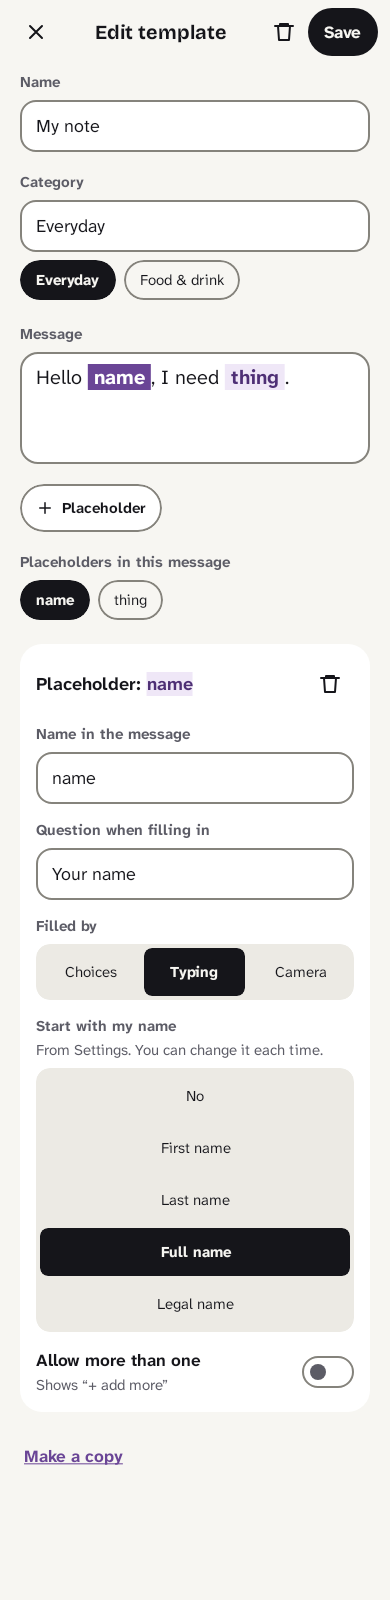 Edit template
Save
Name
My note
Category
Everyday
Everyday
Food & drink
Message
Hello name, I need thing.
+ Placeholder
Placeholders in this message
name
thing
Placeholder: name
Name in the message
name
Question when filling in
Your name
Filled by
Choices
Typing
Camera
Start with my name
From Settings. You can change it each time.
No
First name
Last name
Full name
Legal name
Allow more than one
Shows “+ add more”
Make a copy